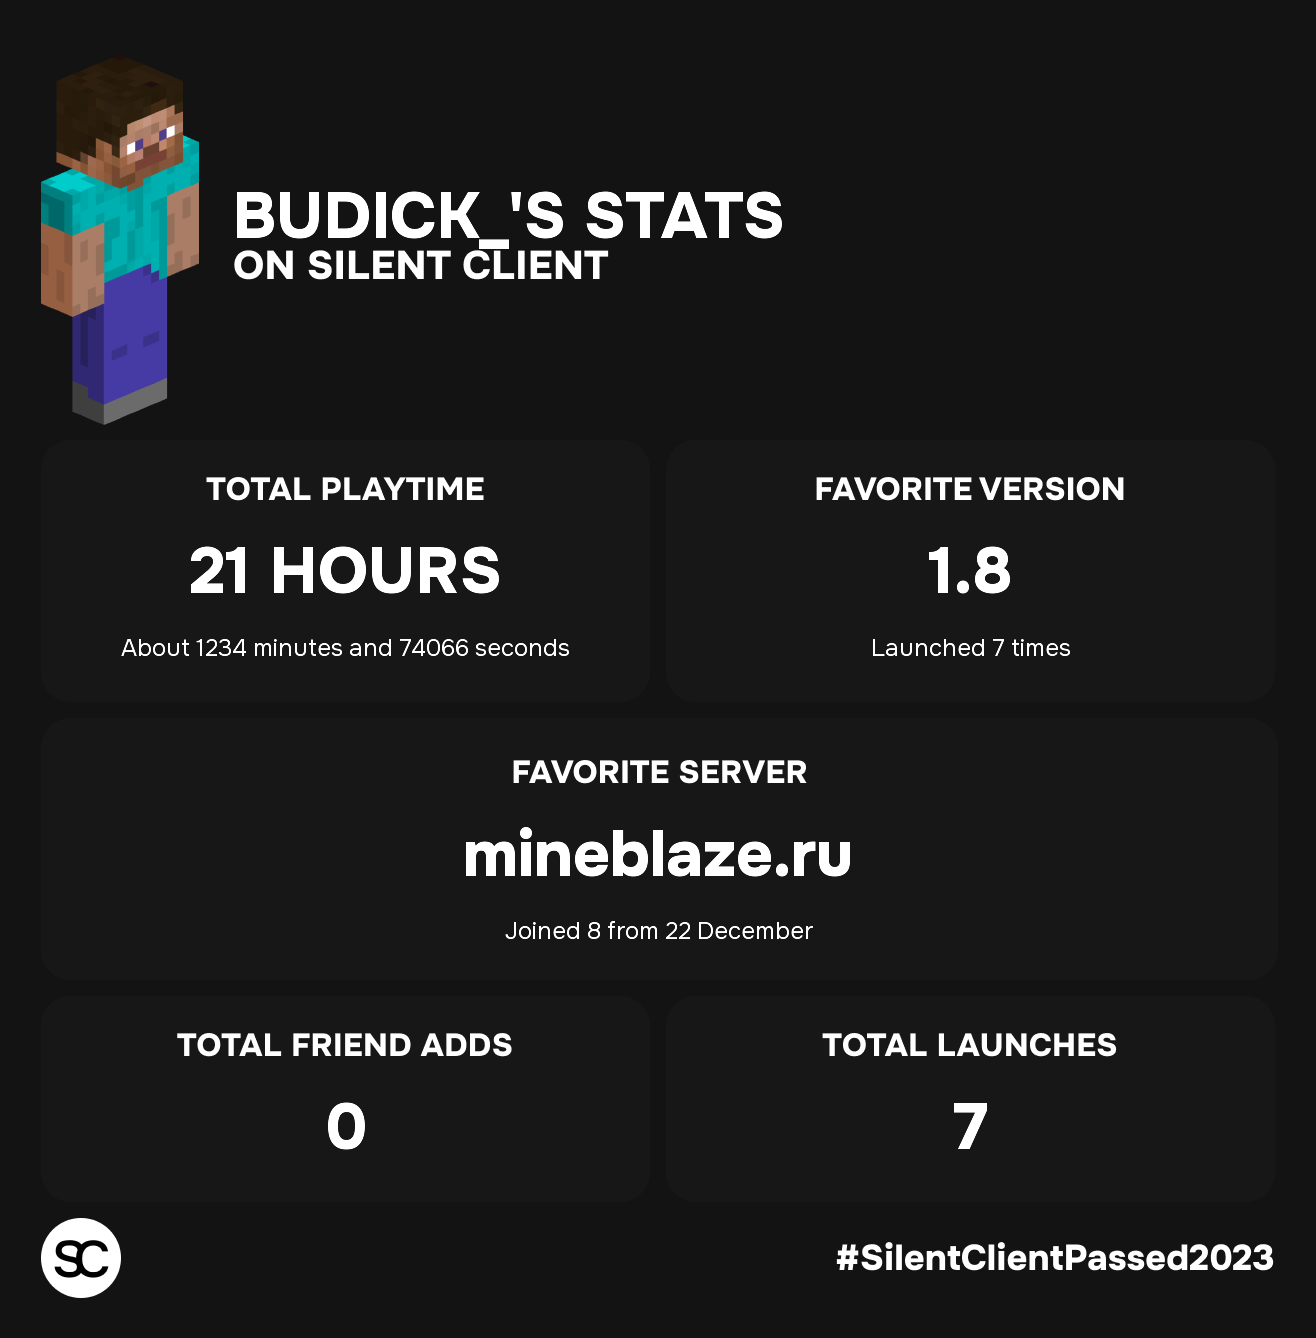 BUDICK_'S STATS
ON SILENT CLIENT
TOTAL PLAYTIME
21 HOURS
About 1234 minutes and 74066 seconds
FAVORITE VERSION
1.8
Launched 7 times
FAVORITE SERVER
mineblaze.ru
Joined 8 from 22 December
TOTAL FRIEND ADDS
0
TOTAL LAUNCHES
7
SC
#SilentClientPassed2023